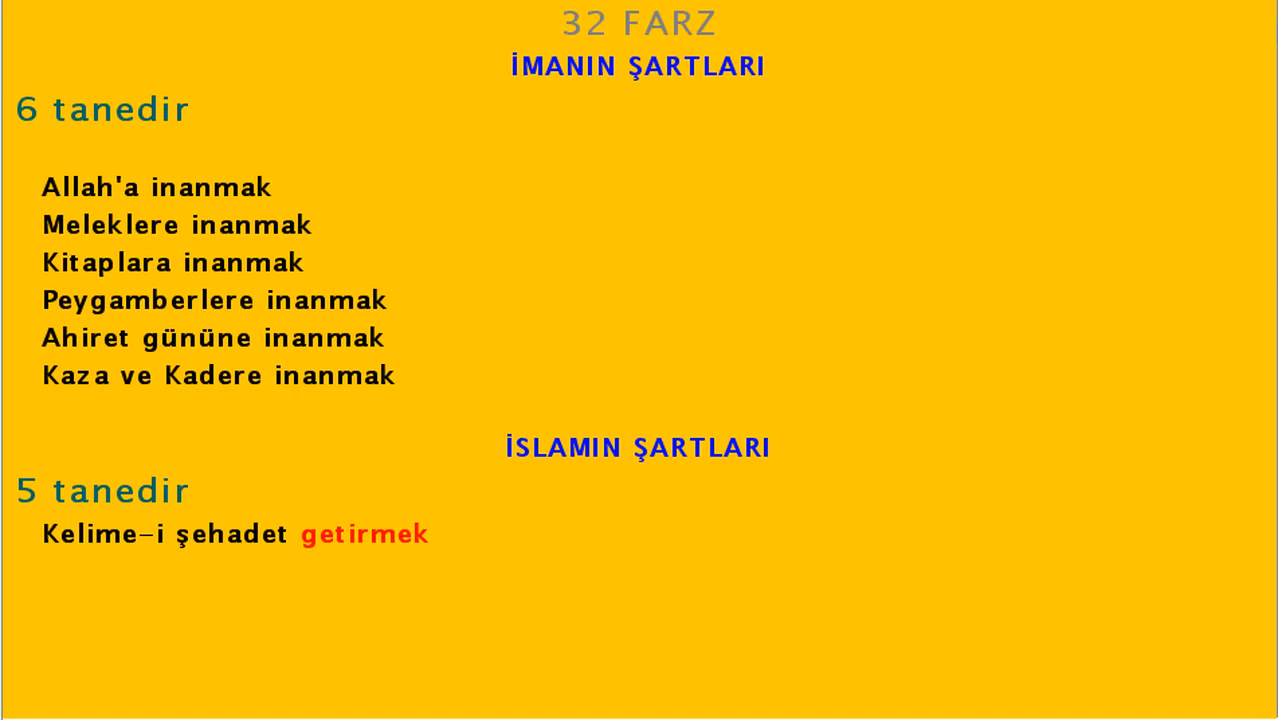 32 FARZ
İMANIN ŞARTLARI
6 tanedir
Allah'a inanmak
Meleklere inanmak
Kitaplara inanmak
Peygamberlere inanmak
Ahiret gününe inanmak
Kaza ve Kadere inanmak
İSLAMIN ŞARTLARI
5 tanedir
Kelime–i şehadet getirmek